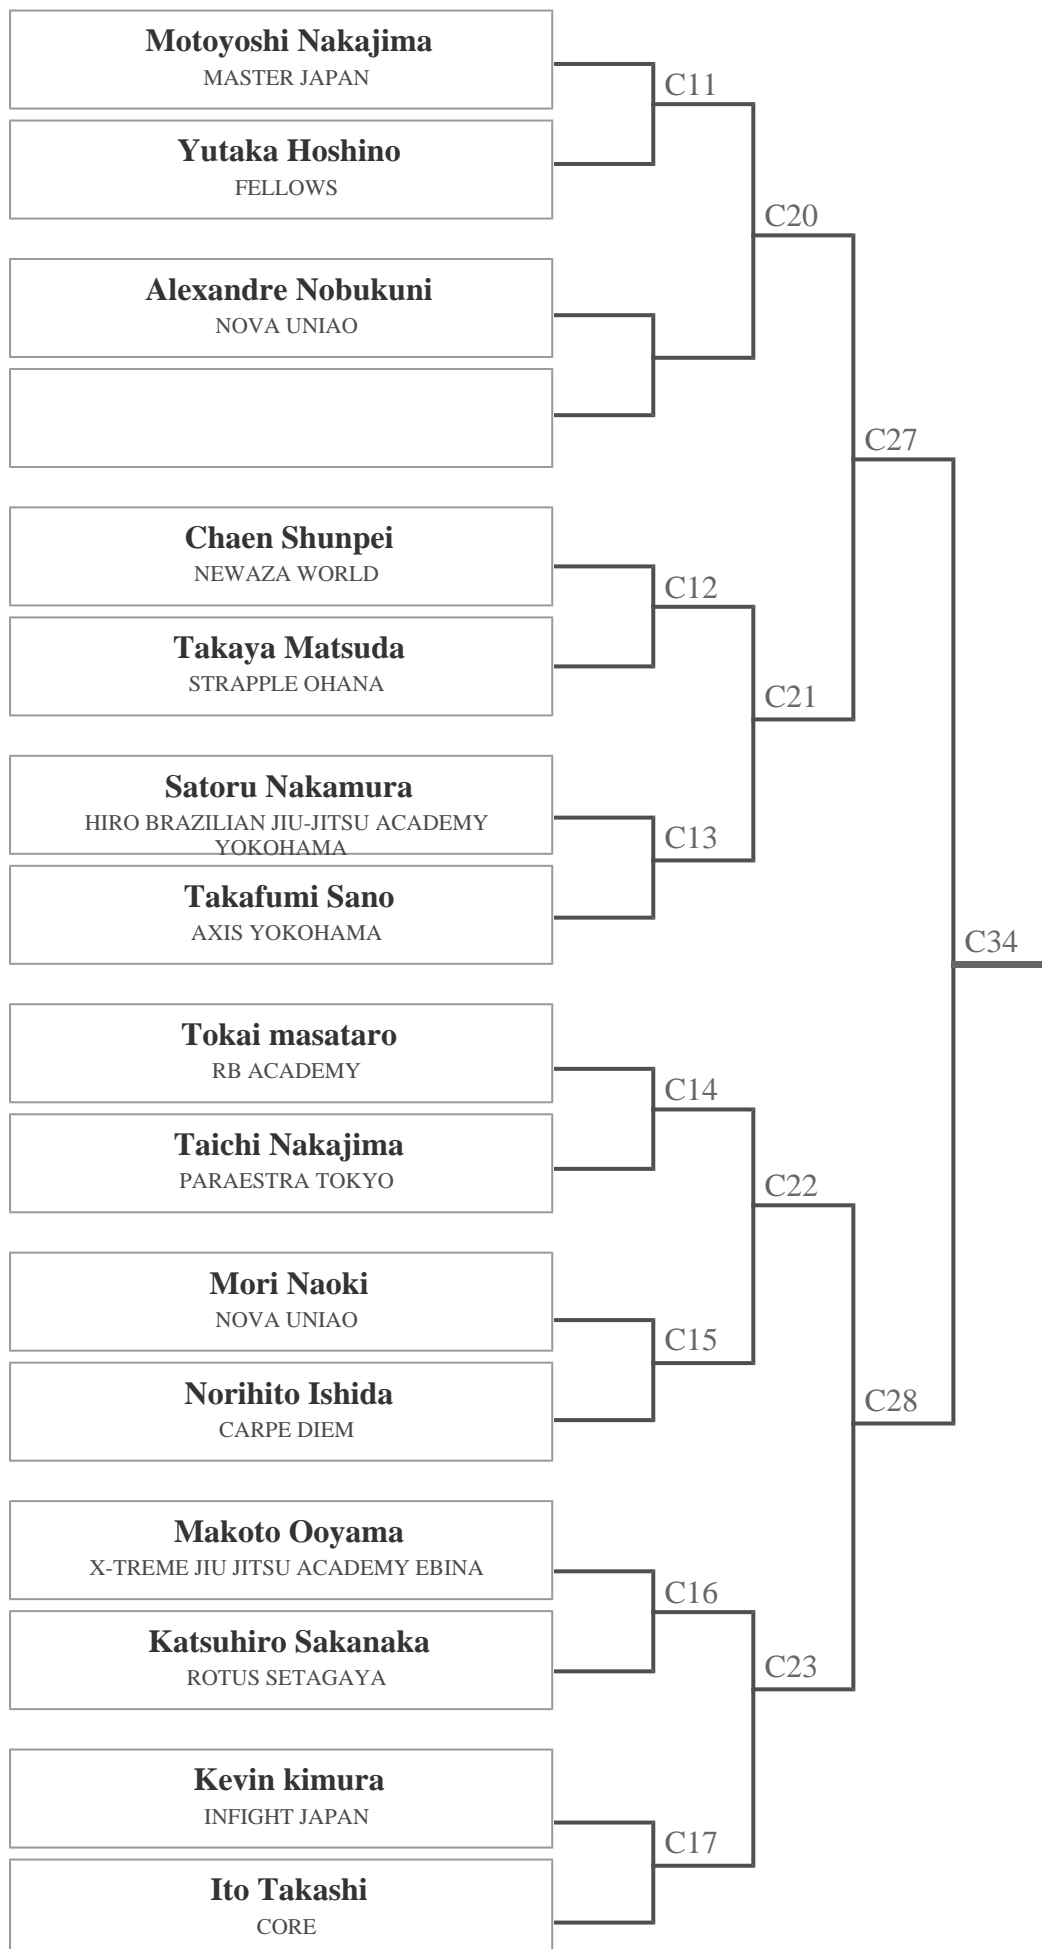 Motoyoshi Nakajima
MASTER JAPAN
C11
Yutaka Hoshino
FELLOWS
C20
Alexandre Nobukuni
NOVA UNIAO
C27
Chaen Shunpei
NEWAZA WORLD
C12
Takaya Matsuda
STRAPPLE OHANA
C21
Satoru Nakamura
HIRO BRAZILIAN JIU-JITSU ACADEMY
YOKOHAMA
C13
Takafumi Sano
AXIS YOKOHAMA
C34
Tokai masataro
RB ACADEMY
C14
Taichi Nakajima
PARAESTRA TOKYO
C22
Mori Naoki
NOVA UNIAO
C15
Norihito Ishida
CARPE DIEM
C28
Makoto Ooyama
X-TREME JIU JITSU ACADEMY EBINA
C16
Katsuhiro Sakanaka
ROTUS SETAGAYA
C23
Kevin kimura
INFIGHT JAPAN
C17
Ito Takashi
CORE